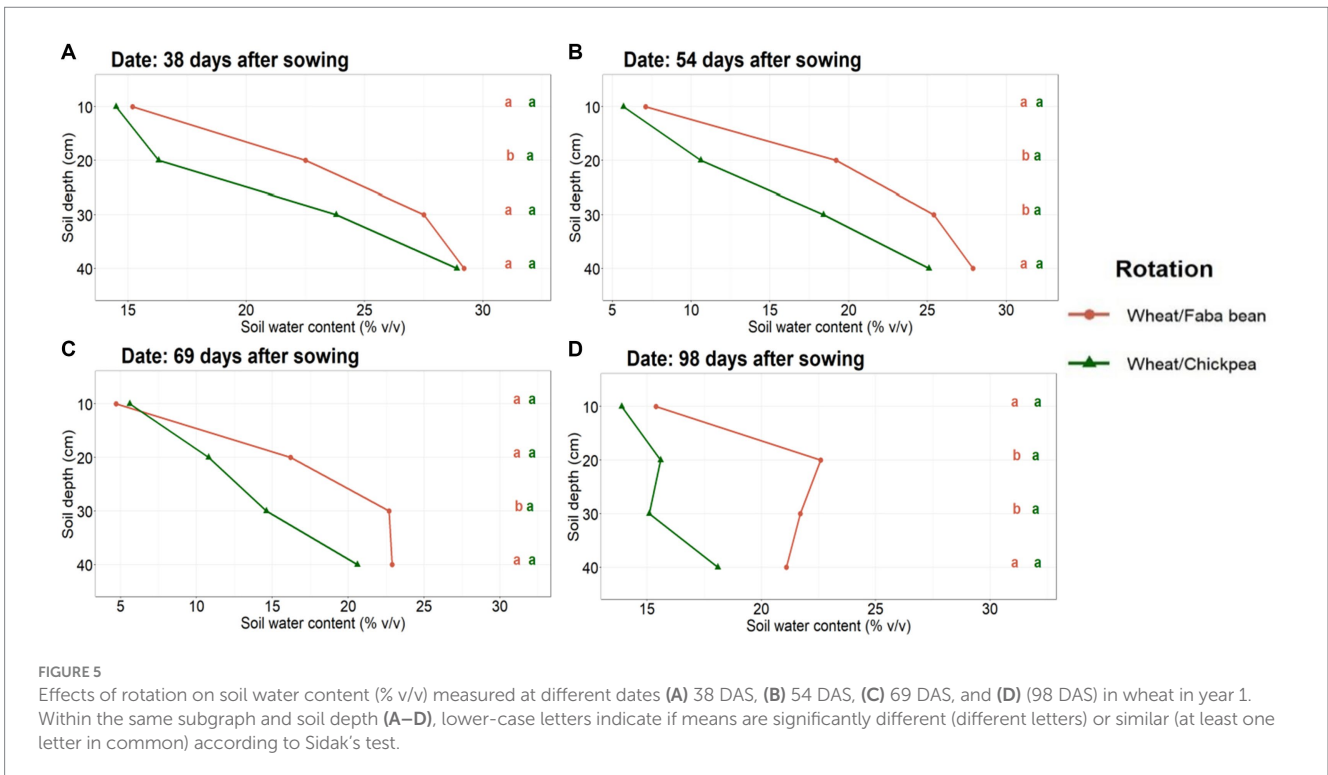 A Date: 38 days after sowing
10 a a
20 b a
30 a a
40 a a
Soil depth (cm)
15 20 25 30
Soil water content (% v/v)
B Date: 54 days after sowing
10 a a
20 b a
30 b a
40 a a
Soil depth (cm)
5 10 15 20 25 30
Soil water content (% v/v)
C Date: 69 days after sowing
10 a a
20 a a
30 b a
40 a a
Soil depth (cm)
5 10 15 20 25 30
Soil water content (% v/v)
D Date: 98 days after sowing
10 a a
20 b a
30 b a
40 a a
Soil depth (cm)
15 20 25 30
Soil water content (% v/v)
Rotation
Wheat/Faba bean
Wheat/Chickpea
FIGURE 5
Effects of rotation on soil water content (% v/v) measured at different dates (A) 38 DAS, (B) 54 DAS, (C) 69 DAS, and (D) (98 DAS) in wheat in year 1.
Within the same subgraph and soil depth (A–D), lower-case letters indicate if means are significantly different (different letters) or similar (at least one
letter in common) according to Sidak’s test.